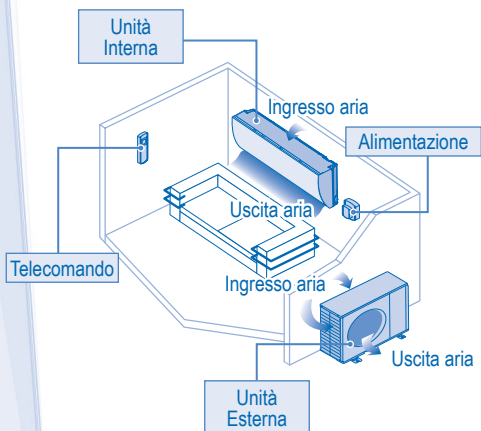 Unità
Interna
Ingresso aria
Alimentazione
Uscita aria
Telecomando
Ingresso aria
Uscita aria
Unità
Esterna